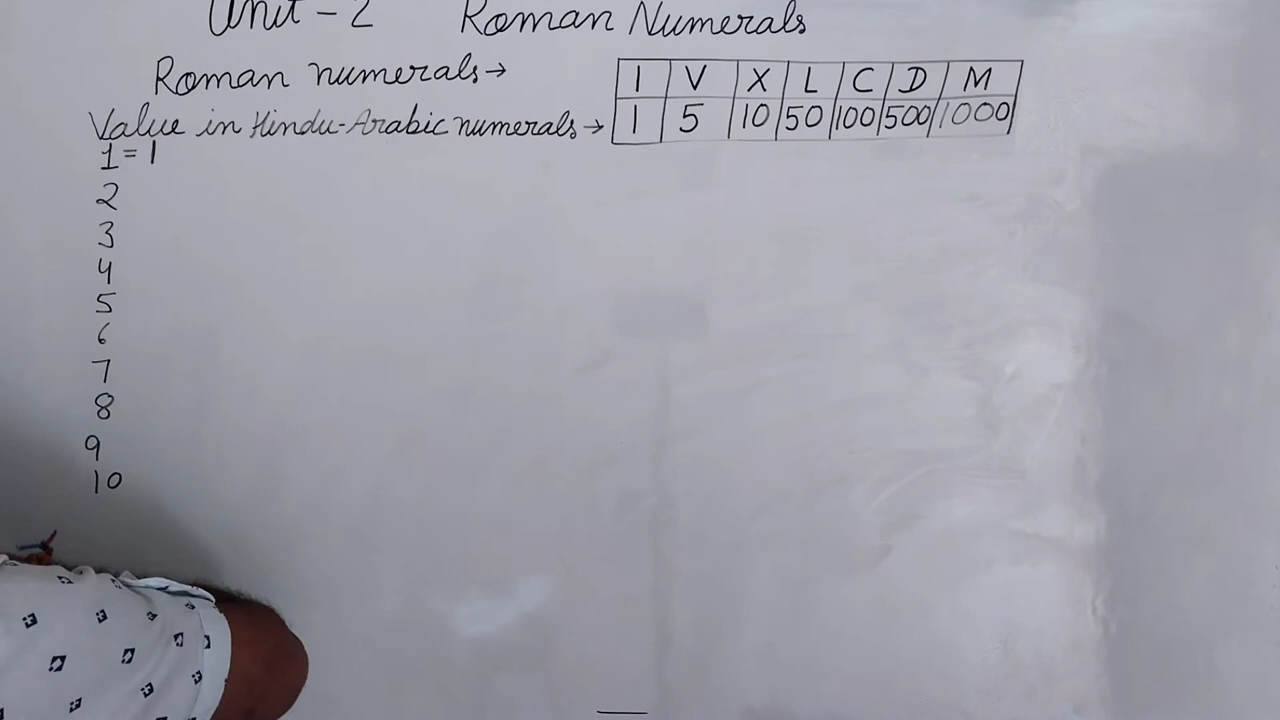 Unit - 2 Roman Numerals
Roman numerals → I V X L C D M
Value in Hindu-Arabic numerals → 1 5 10 50 100 500 1000
1 = I
2
3
4
5
6
7
8
9
10